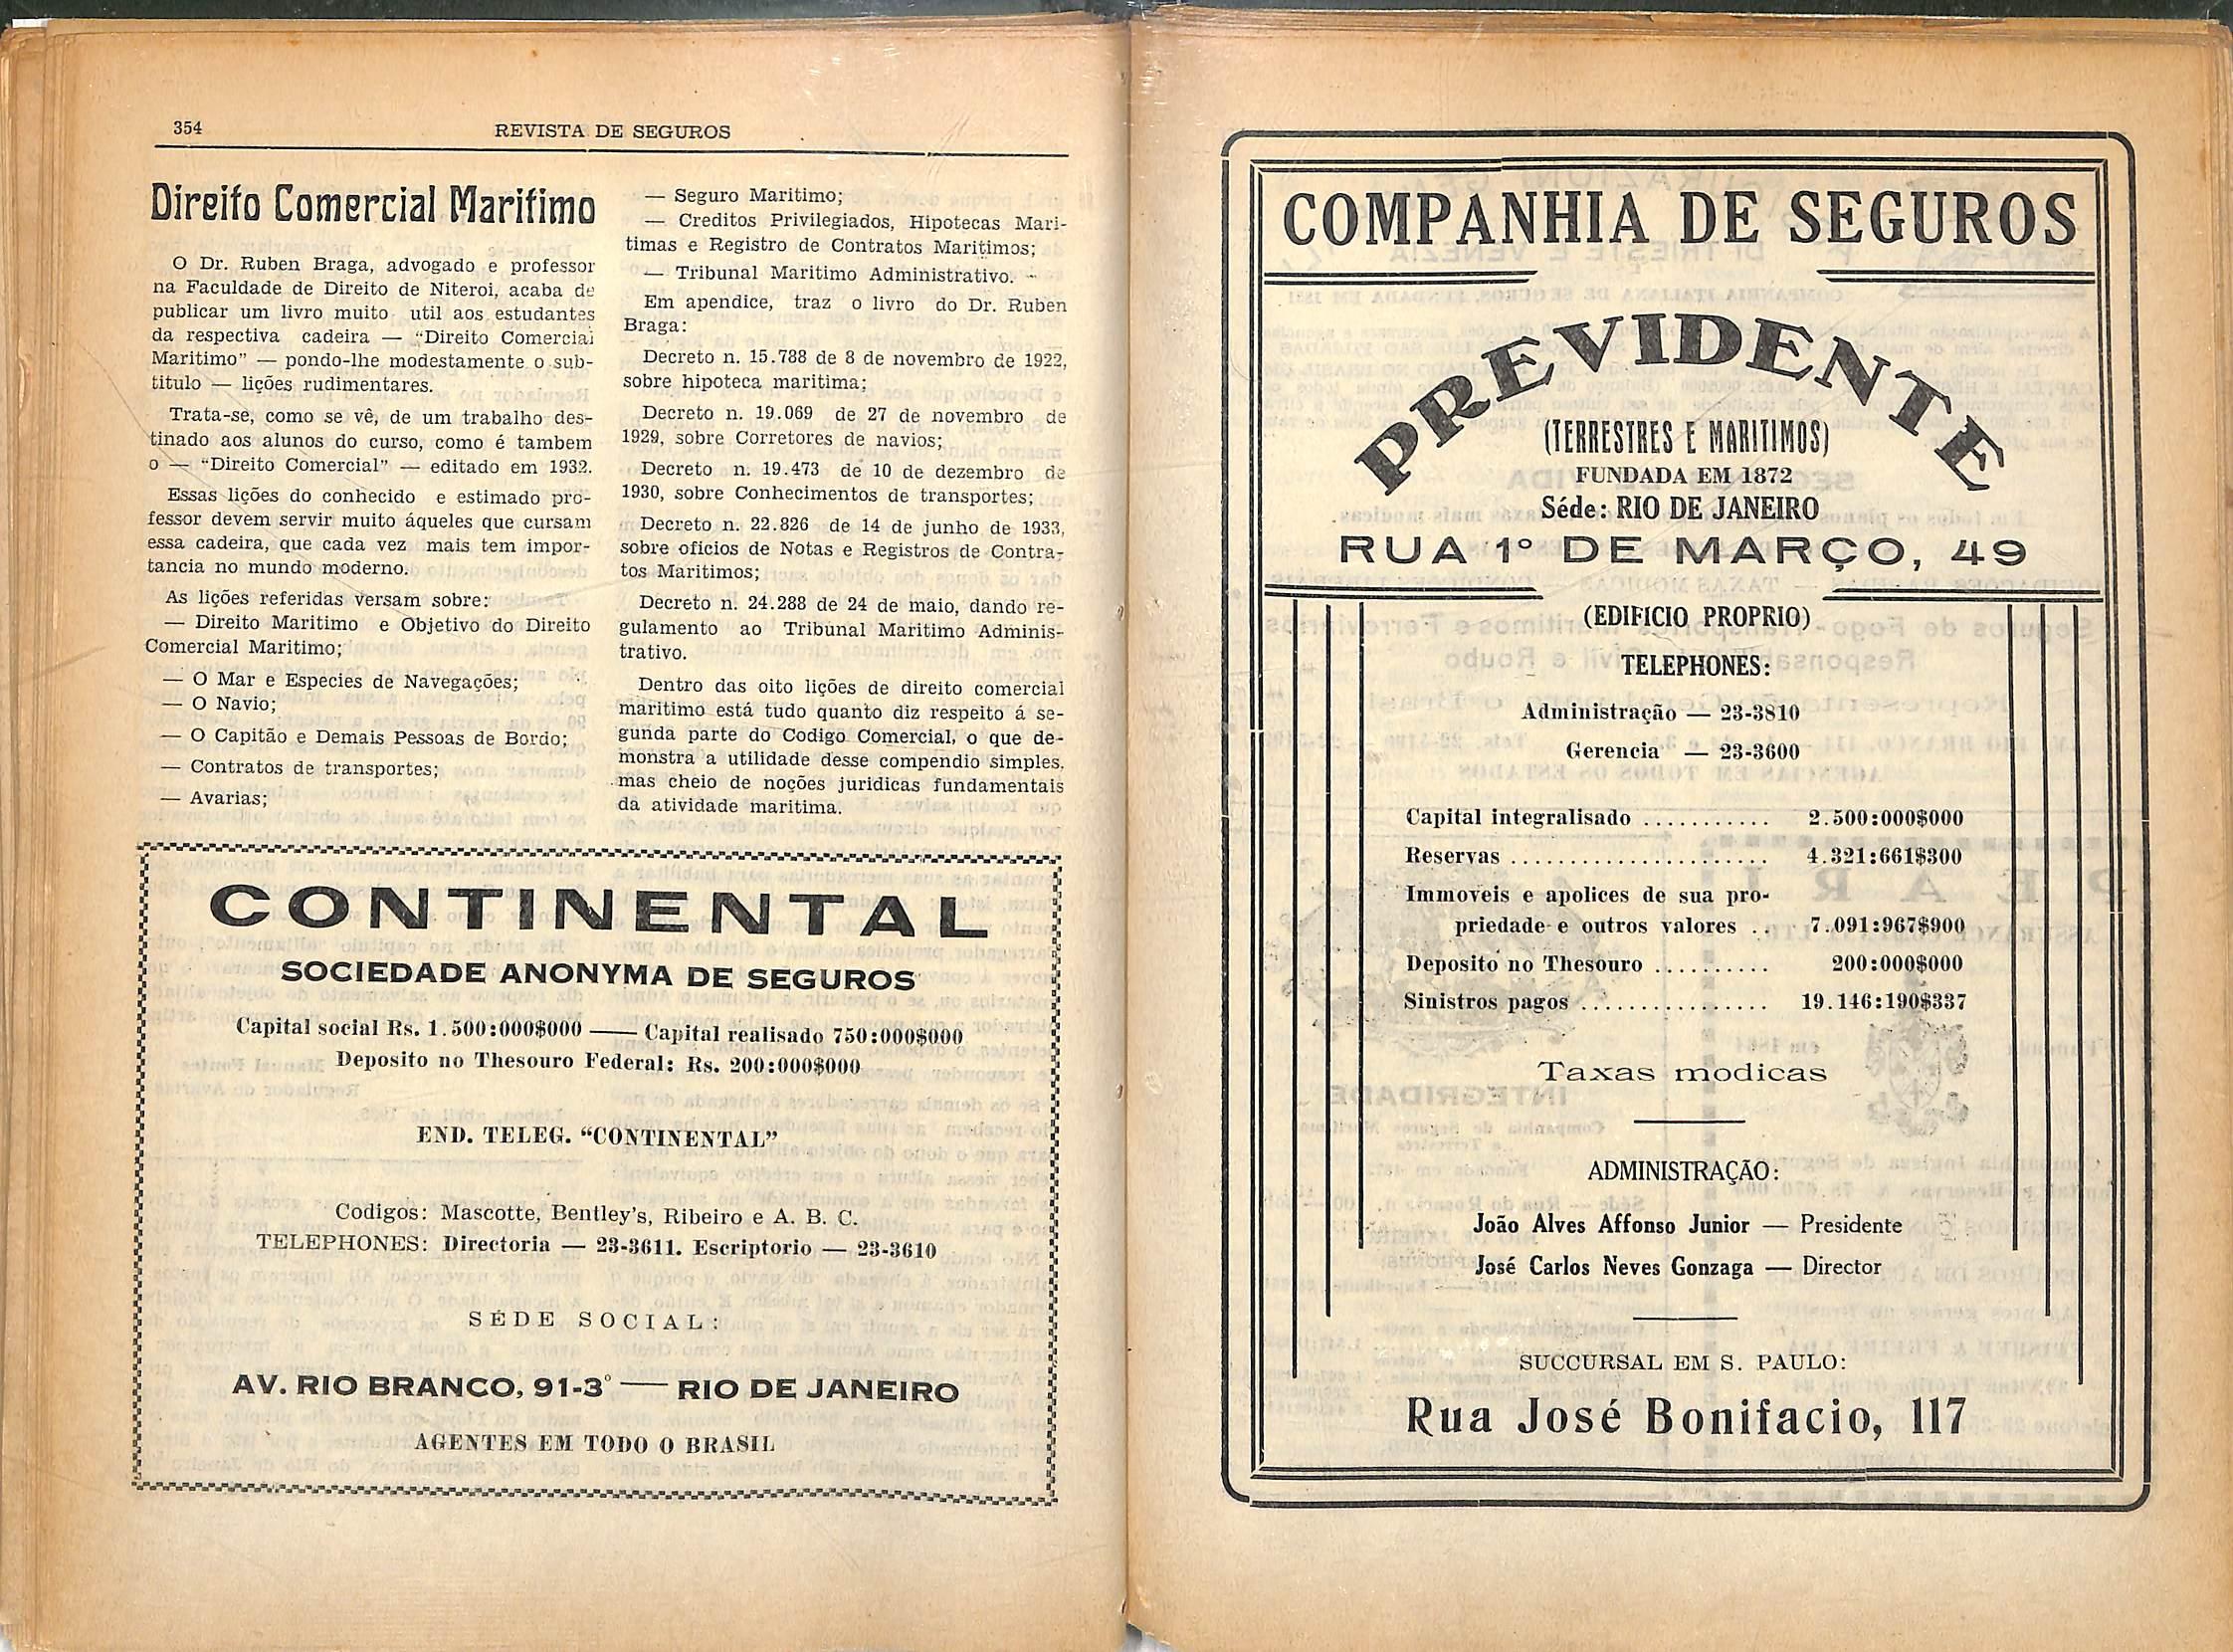 354
REVISTA DE SEGUROS
Direito Comercial Maritimo
O Dr. Ruben Braga, advogado e professor
na Faculdade de Direito de Niteroi, acaba de
publicar um livro muito util aos estudantes
da respectiva cadeira — “Direito Comercial
Maritimo” — pondo-lhe modestamente o sub-
titulo — lições rudimentares.
Trata-se, como se vê, de um trabalho des-
tinado aos alunos do curso, como é tambem
o — “Direito Comercial” — editado em 1932.
Essas lições do conhecido e estimado pro-
fessor devem servir muito áqueles que cursam
essa cadeira, que cada vez mais tem impor-
tancia no mundo moderno.
As lições referidas versam sobre:
— Direito Maritimo e Objetivo do Direito
Comercial Maritimo;
— O Mar e Especies de Navegações;
— O Navio;
— O Capitão e Demais Pessoas de Bordo;
— Contratos de transportes;
— Avarias;
— Seguro Maritimo;
— Creditos Privilegiados, Hipotecas Mari-
timas e Registro de Contratos Maritimos;
— Tribunal Maritimo Administrativo.
Em apendice, traz o livro do Dr. Ruben
Braga:
Decreto n. 15.788 de 8 de novembro de 1922,
sobre hipoteca maritima;
Decreto n. 19.069 de 27 de novembro de
1929, sobre Corretores de navios;
Decreto n. 19.473 de 10 de dezembro de
1930, sobre Conhecimentos de transportes;
Decreto n. 22.826 de 14 de junho de 1933,
sobre oficios de Notas e Registros de Contra-
tos Maritimos;
Decreto n. 24.288 de 24 de maio, dando re-
gulamento ao Tribunal Maritimo Adminis-
trativo.
Dentro das oito lições de direito comercial
maritimo está tudo quanto diz respeito á se-
gunda parte do Codigo Comercial, o que de-
monstra a utilidade desse compendio simples,
mas cheio de noções juridicas fundamentais
da atividade maritima.
CONTINENTAL
SOCIEDADE ANONYMA DE SEGUROS
Capital social Rs. 1.500:000$000 —— Capital realisado 750:000$000
Deposito no Thesouro Federal: Rs. 200:000$000
END. TELEG. “CONTINENTAL”
Codigos: Mascotte, Bentley's, Ribeiro e A. B. C.
TELEPHONES: Directoria — 23-3611. Escriptorio — 23-3610
SÉDE SOCIAL:
AV. RIO BRANCO, 91-3º —— RIO DE JANEIRO
AGENTES EM TODO O BRASIL
COMPANHIA DE SEGUROS
PREVIDENTE
(TERRESTRES E MARITIMOS)
FUNDADA EM 1872
Séde: RIO DE JANEIRO
RUA 1º DE MARÇO, 49
(EDIFICIO PROPRIO)
TELEPHONES:
Administração — 23-3810
Gerencia — 23-3600
Capital integralisado ........... 2.500:000$000
Reservas ...................... 4.321:661$300
Immoveis e apolices de sua pro-
priedade e outros valores .. 7.091:967$900
Deposito no Thesouro .......... 200:000$000
Sinistros pagos ................ 19.146:190$337
Taxas modicas
ADMINISTRAÇÃO:
João Alves Affonso Junior — Presidente
José Carlos Neves Gonzaga — Director
SUCCURSAL EM S. PAULO:
Rua José Bonifacio, 117